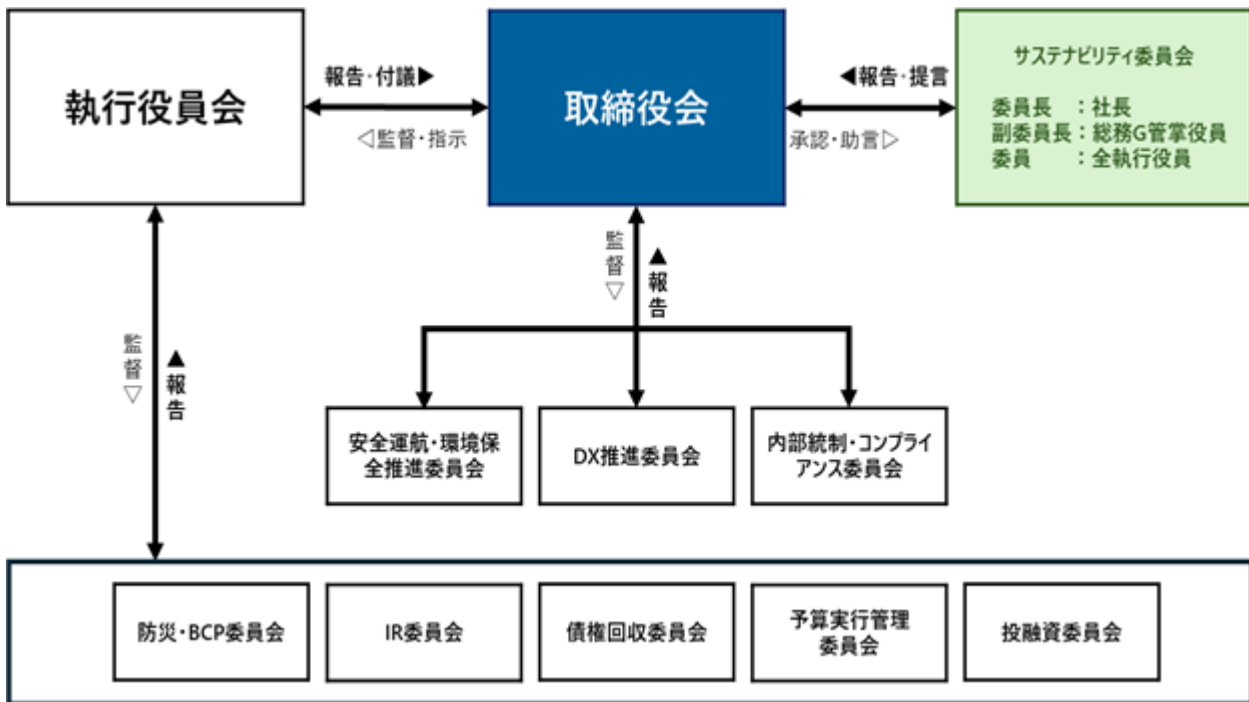 執行役員会
報告・付議▶
◁監督・指示
取締役会
◀報告・提言
承認・助言▷
サステナビリティ委員会
委員長　：社長
副委員長：総務G管掌役員
委員　　：全執行役員
監督▽
▲報告
監督▽
▲報告
安全運航・環境保
全推進委員会
DX推進委員会
内部統制・コンプライ
アンス委員会
防災・BCP委員会
IR委員会
債権回収委員会
予算実行管理
委員会
投融資委員会